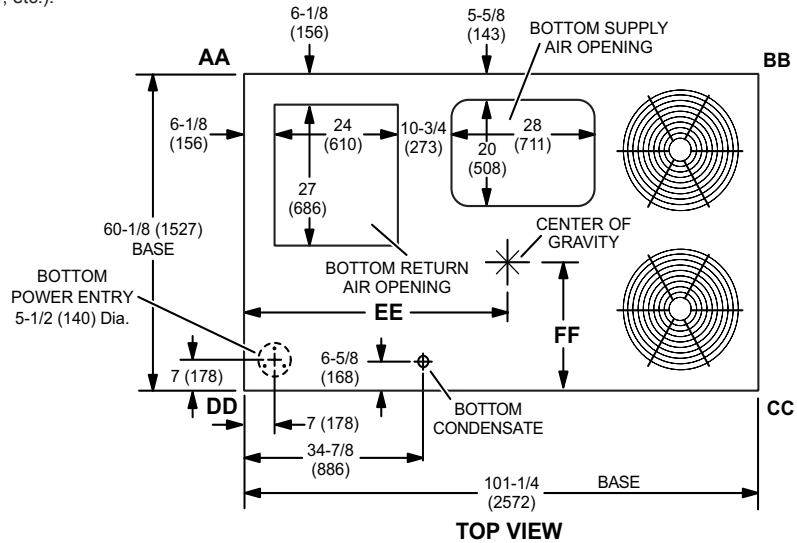 , etc.).
6-1/8
(156)
5-5/8
(143)
BOTTOM SUPPLY
AIR OPENING
AA
BB
6-1/8
(156)
24
(610)
10-3/4
(273)
28
(711)
20
(508)
27
(686)
60-1/8 (1527)
BASE
CENTER OF
GRAVITY
BOTTOM RETURN
AIR OPENING
BOTTOM
POWER ENTRY
5-1/2 (140) Dia.
EE
FF
6-5/8
(168)
7 (178)
DD
7 (178)
BOTTOM
CONDENSATE
CC
34-7/8
(886)
101-1/4
(2572)
BASE
TOP VIEW